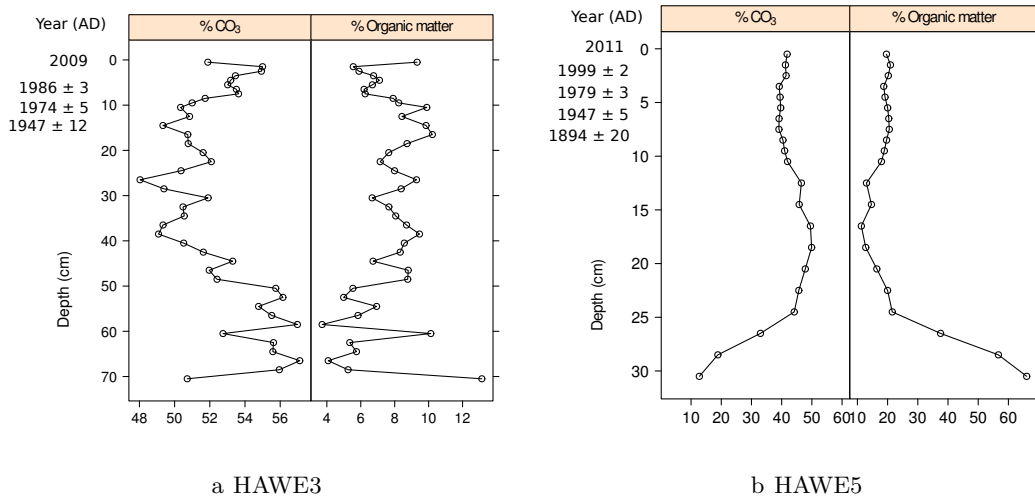 Year (AD)
% CO3
% Organic matter
2009
1986 ± 3
1974 ± 5
1947 ± 12
0
10
20
30
40
50
60
70
Depth (cm)
48 50 52 54 56
4 6 8 10 12
a HAWE3
Year (AD)
% CO3
% Organic matter
2011
1999 ± 2
1979 ± 3
1947 ± 5
1894 ± 20
0
5
10
15
20
25
30
Depth (cm)
10 20 30 40 50 60
10 20 30 40 50 60
b HAWE5